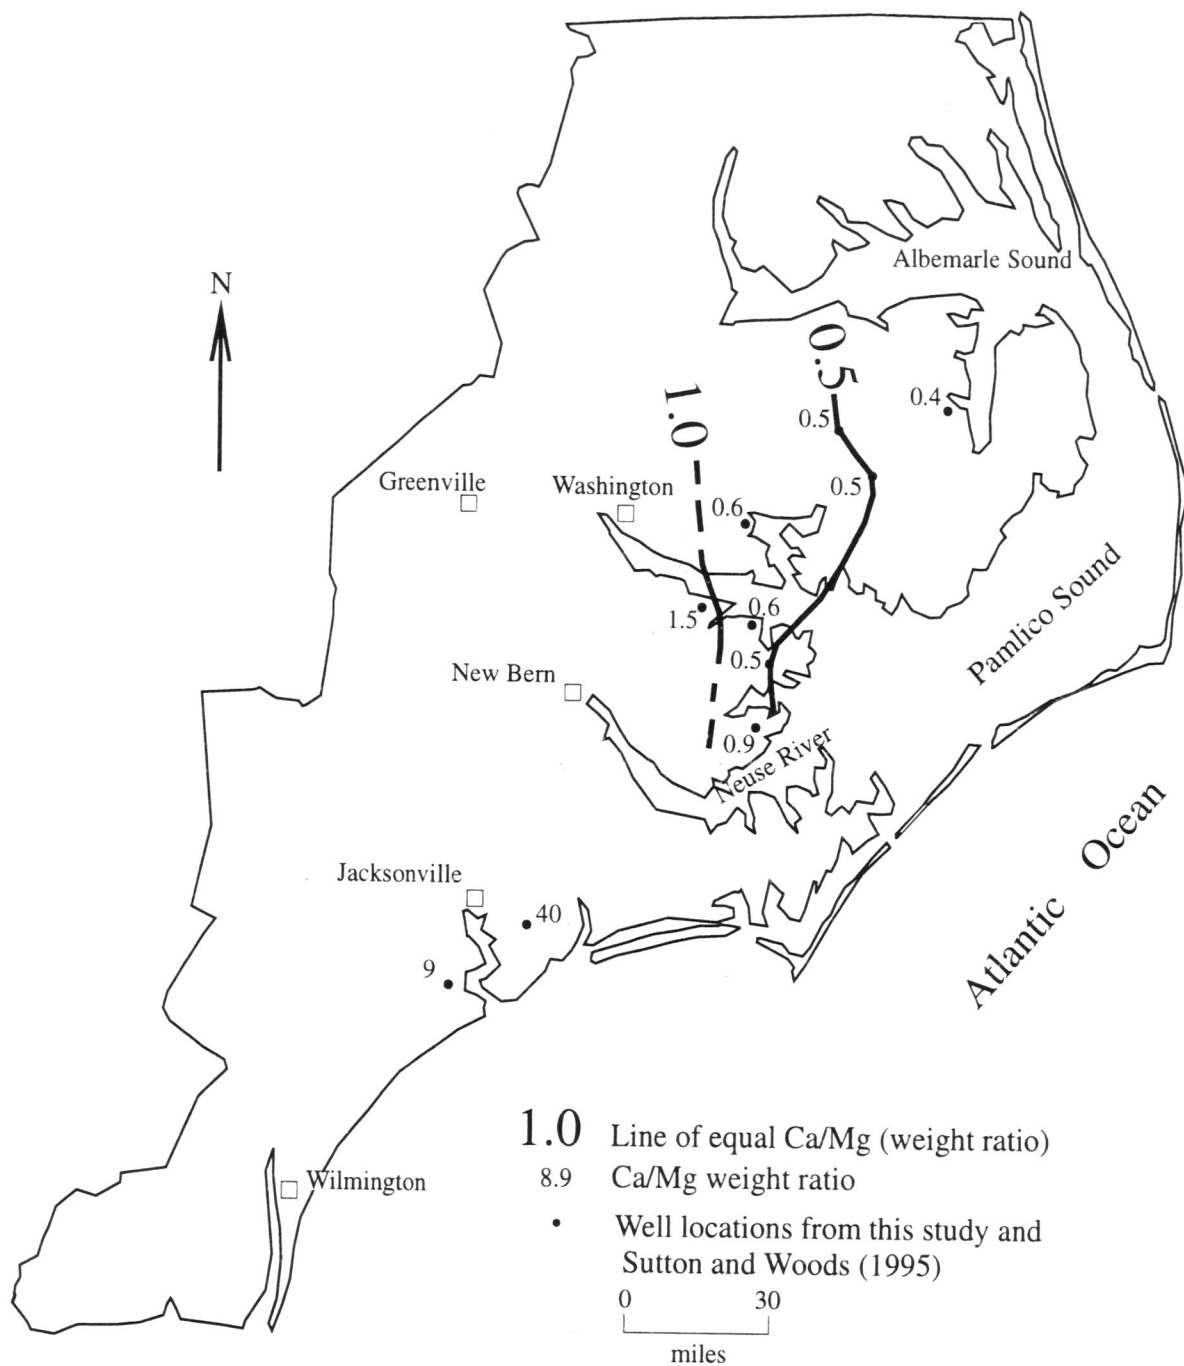 Albemarle Sound
N
0.5
0.4
1.0
0.5
Greenville
Washington
0.5
0.6
1.5
0.6
Pamlico Sound
New Bern
0.5
0.9
Neuse River
Atlantic Ocean
Jacksonville
40
9
1.0 Line of equal Ca/Mg (weight ratio)
8.9 Ca/Mg weight ratio
Wilmington
Well locations from this study and
Sutton and Woods (1995)
0 30
miles